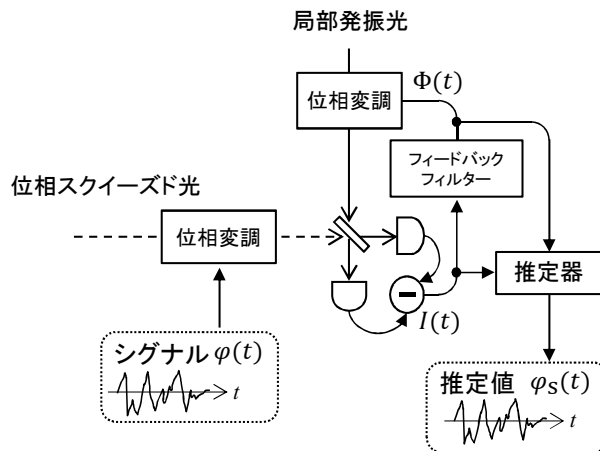 局部発振光
位相変調
Φ(t)
フィードバック
フィルター
位相スクイーズド光
位相変調
推定器
I(t)
シグナル φ(t)
t
推定値 φS(t)
t